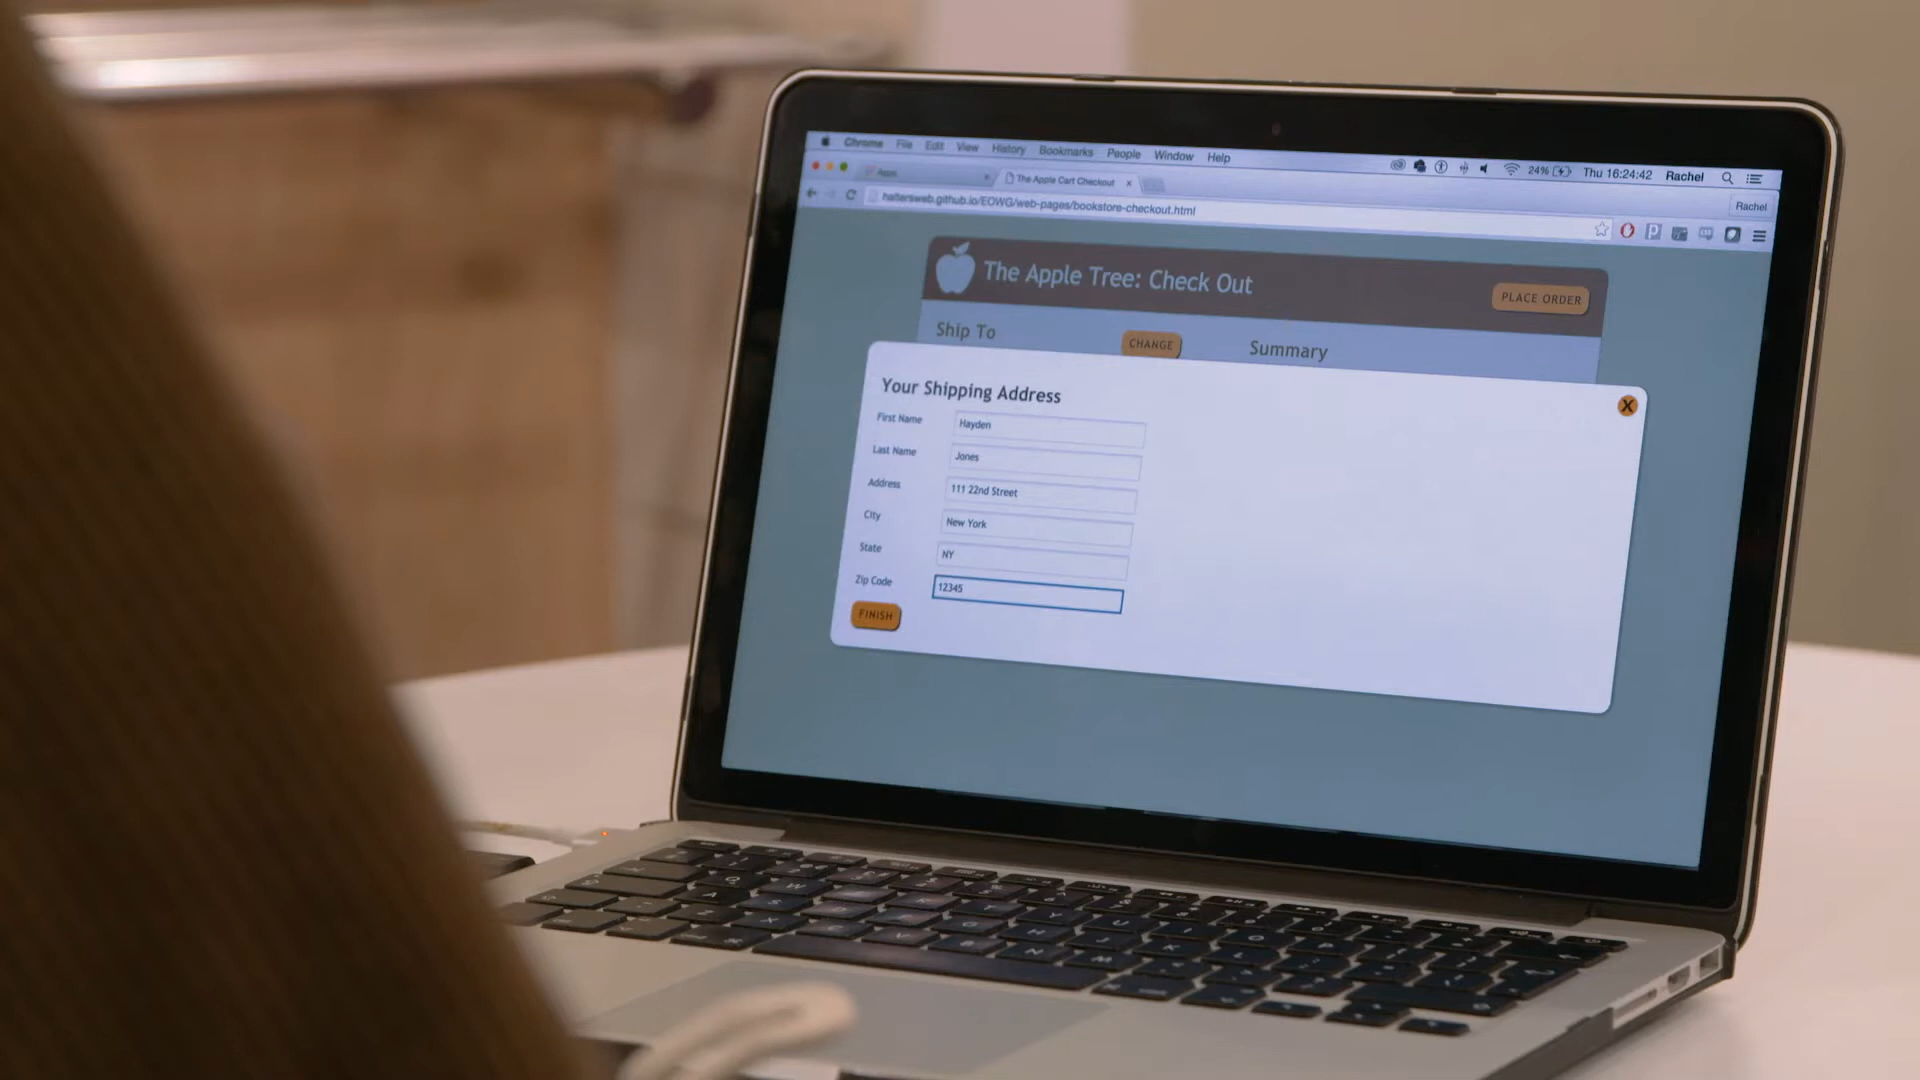 Chrome File Edit View History Bookmarks People Window Help 24% Thu 16:24:42 Rachel
Apps The Apple Cart Checkout x Rachel
haltersweb.github.io/EOWG/web-pages/bookstore-checkout.html
The Apple Tree: Check Out PLACE ORDER
Ship To CHANGE Summary
Your Shipping Address X
First Name Hayden
Last Name Jones
Address 111 22nd Street
City New York
State NY
Zip Code 12345
FINISH